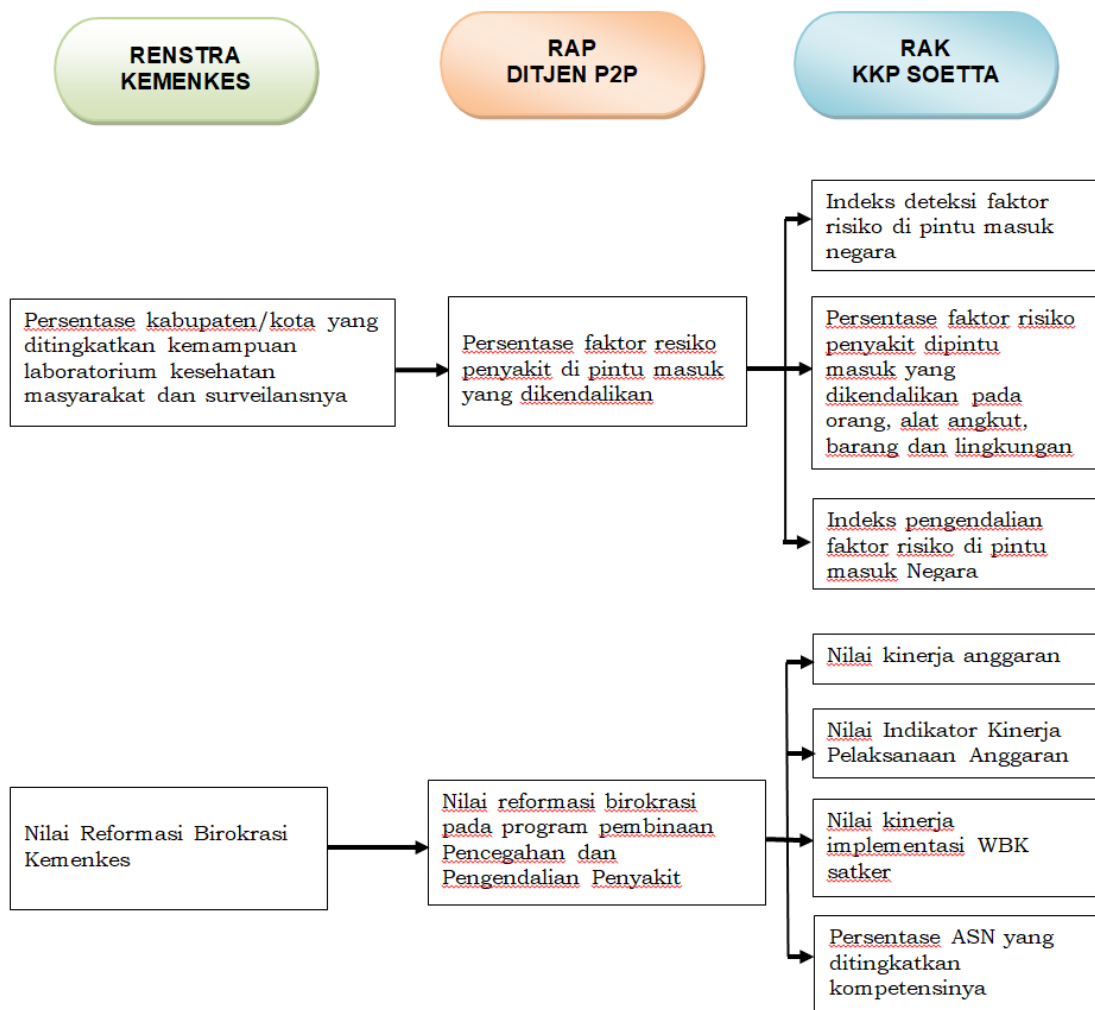 RENSTRA
KEMENKES
RAP
DITJEN P2P
RAK
KKP SOETTA
Persentase kabupaten/kota yang
ditingkatkan kemampuan
laboratorium kesehatan
masyarakat dan surveilansnya
Persentase faktor resiko
penyakit di pintu masuk
yang dikendalikan
Indeks deteksi faktor
risiko di pintu masuk
negara
Persentase faktor risiko
penyakit dipintu
masuk yang
dikendalikan pada
orang, alat angkut,
barang dan lingkungan
Indeks pengendalian
faktor risiko di pintu
masuk Negara
Nilai Reformasi Birokrasi
Kemenkes
Nilai reformasi birokrasi
pada program pembinaan
Pencegahan dan
Pengendalian Penyakit
Nilai kinerja anggaran
Nilai Indikator Kinerja
Pelaksanaan Anggaran
Nilai kinerja
implementasi WBK
satker
Persentase ASN yang
ditingkatkan
kompetensinya